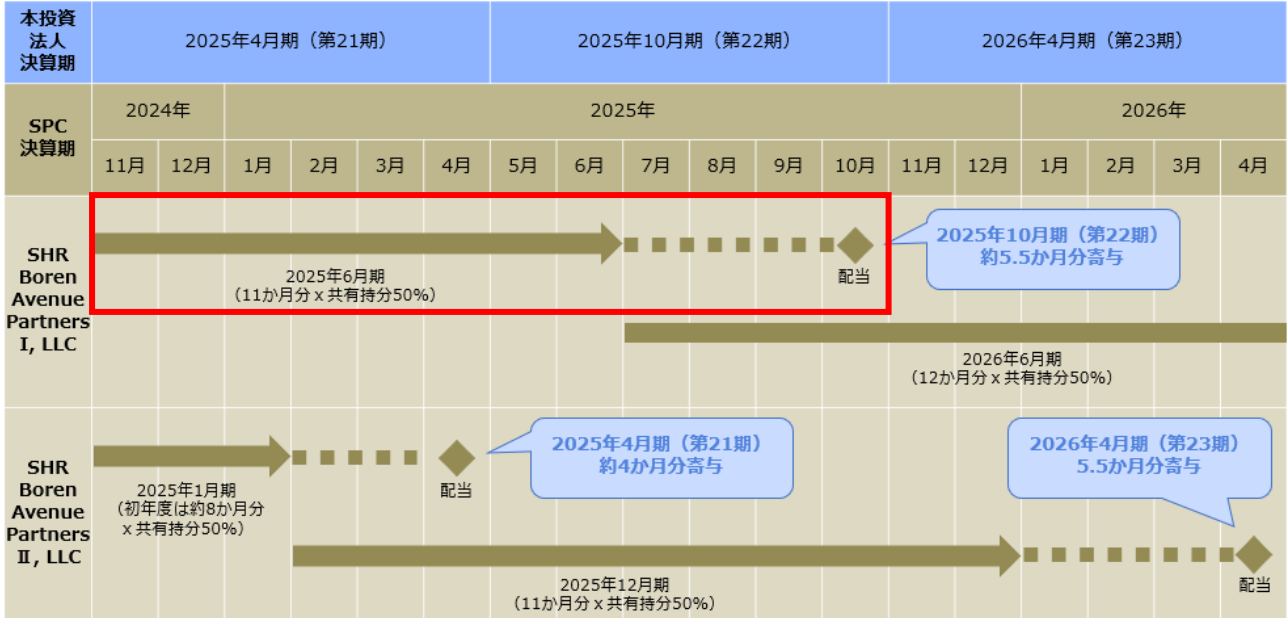 本投資
法人
決算期
2025年4月期（第21期）
2025年10月期（第22期）
2026年4月期（第23期）
SPC
決算期
2024年
2025年
2026年
11月
12月
1月
2月
3月
4月
5月
6月
7月
8月
9月
10月
11月
12月
1月
2月
3月
4月
SHR
Boren
Avenue
Partners
I, LLC
2025年6月期
（11か月分ｘ共有持分50%）
配当
2025年10月期（第22期）
約5.5か月分寄与
2026年6月期
（12か月分ｘ共有持分50%）
SHR
Boren
Avenue
Partners
Ⅱ, LLC
2025年1月期
（初年度は約8か月分
ｘ共有持分50%）
配当
2025年4月期（第21期）
約4か月分寄与
2026年4月期（第23期）
5.5か月分寄与
2025年12月期
（11か月分ｘ共有持分50%）
配当